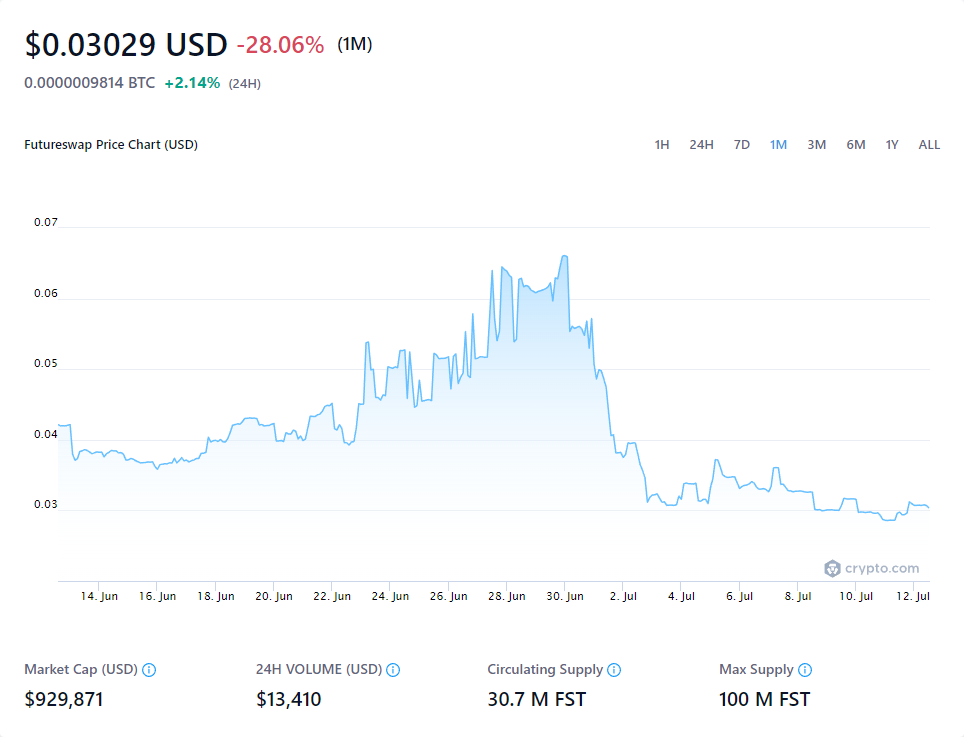 $0.03029 USD -28.06% (1M)
0.0000009814 BTC +2.14% (24H)
Futureswap Price Chart (USD) 1H 24H 7D 1M 3M 6M 1Y ALL
0.07
0.06
0.05
0.04
0.03
crypto.com
14. Jun 16. Jun 18. Jun 20. Jun 22. Jun 24. Jun 26. Jun 28. Jun 30. Jun 2. Jul 4. Jul 6. Jul 8. Jul 10. Jul 12. Jul
Market Cap (USD) 24H VOLUME (USD) Circulating Supply Max Supply
$929,871 $13,410 30.7 M FST 100 M FST